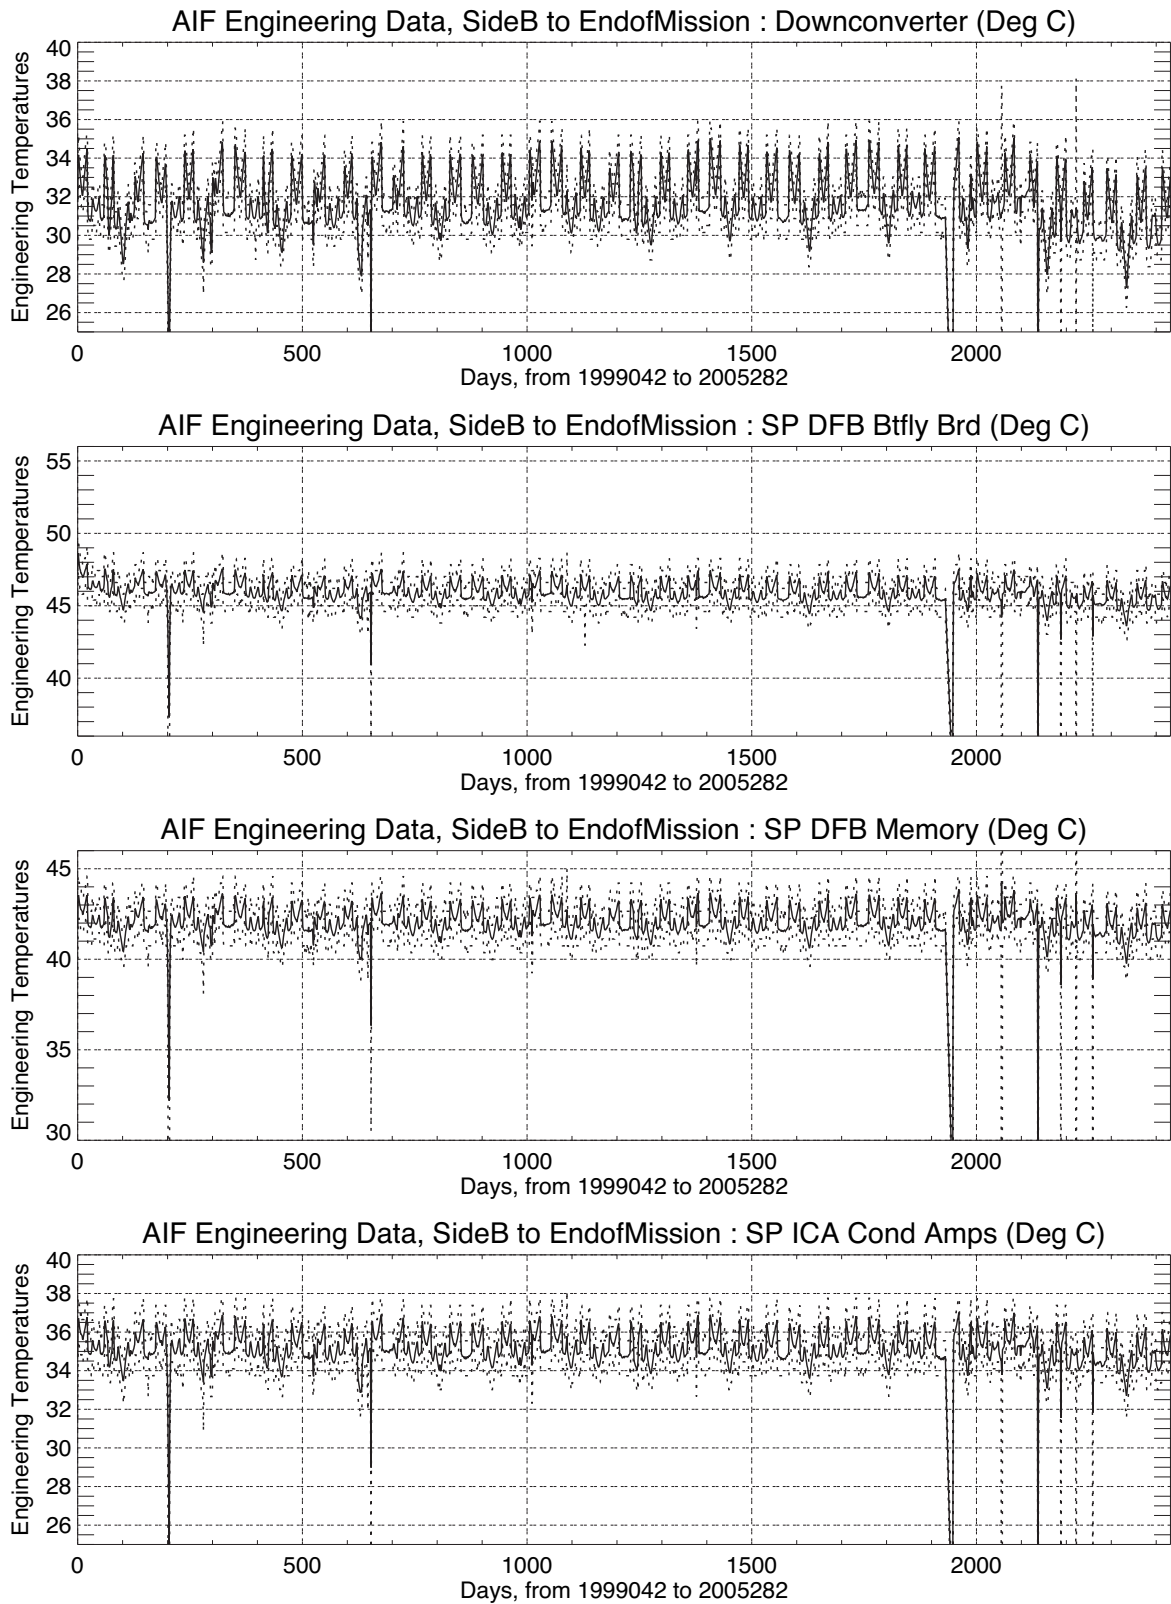 AIF Engineering Data, SideB to EndofMission : Downconverter (Deg C)
Engineering Temperatures
40
38
36
34
32
30
28
26
0 500 1000 1500 2000
Days, from 1999042 to 2005282
AIF Engineering Data, SideB to EndofMission : SP DFB Btfly Brd (Deg C)
Engineering Temperatures
55
50
45
40
0 500 1000 1500 2000
Days, from 1999042 to 2005282
AIF Engineering Data, SideB to EndofMission : SP DFB Memory (Deg C)
Engineering Temperatures
45
40
35
30
0 500 1000 1500 2000
Days, from 1999042 to 2005282
AIF Engineering Data, SideB to EndofMission : SP ICA Cond Amps (Deg C)
Engineering Temperatures
40
38
36
34
32
30
28
26
0 500 1000 1500 2000
Days, from 1999042 to 2005282